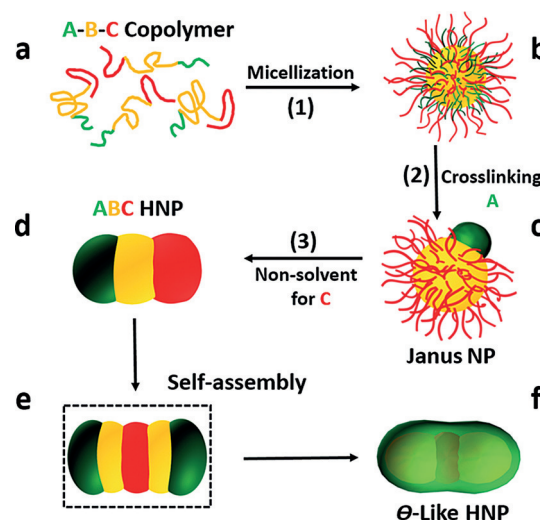 a
A-B-C Copolymer
b
Micellization
(1)
(2)
Crosslinking
A
d
ABC HNP
(3)
Non-solvent
for C
c
Janus NP
Self-assembly
e
f
Ɵ-Like HNP